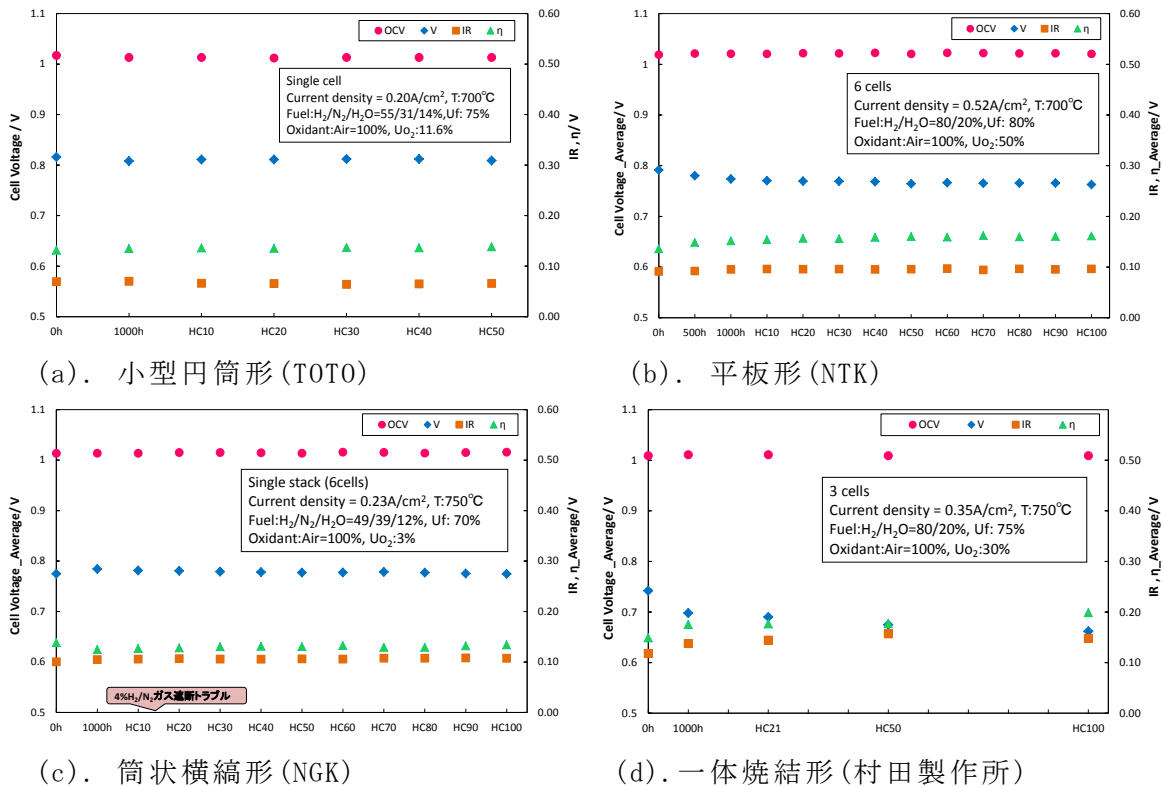 1.1
1
0.9
0.8
0.7
0.6
0.5
Cell Voltage/ V
0.60
0.50
0.40
0.30
0.20
0.10
0.00
IR , η/ V
OCV V IR η
Single cell
Current density = 0.20A/cm², T:700℃
Fuel:H₂/N₂/H₂O=55/31/14%, Uf: 75%
Oxidant:Air=100%, Uo₂:11.6%
0h 1000h HC10 HC20 HC30 HC40 HC50
(a). 小型円筒形(TOTO)
1.1
1
0.9
0.8
0.7
0.6
0.5
Cell Voltage _Average/ V
0.60
0.50
0.40
0.30
0.20
0.10
0.00
IR , η_Average/ V
OCV V IR η
6 cells
Current density = 0.52A/cm², T:700℃
Fuel:H₂/H₂O=80/20%,Uf: 80%
Oxidant:Air=100%, Uo₂:50%
0h 500h 1000h HC10 HC20 HC30 HC40 HC50 HC60 HC70 HC80 HC90 HC100
(b). 平板形(NTK)
1.1
1
0.9
0.8
0.7
0.6
0.5
Cell Voltage _Average/ V
0.60
0.50
0.40
0.30
0.20
0.10
0.00
IR , η_Average/ V
OCV V IR η
Single stack (6cells)
Current density = 0.23A/cm², T:750℃
Fuel:H₂/N₂/H₂O=49/39/12%, Uf: 70%
Oxidant:Air=100%, Uo₂:3%
4%H₂/N₂ガス遮断トラブル
0h 1000h HC10 HC20 HC30 HC40 HC50 HC60 HC70 HC80 HC90 HC100
(c). 筒状横縞形(NGK)
1.1
1
0.9
0.8
0.7
0.6
0.5
Cell Voltage _Average/ V
0.50
0.40
0.30
0.20
0.10
0.00
IR , η_Average/ V
OCV V IR η
3 cells
Current density = 0.35A/cm², T:750℃
Fuel:H₂/H₂O=80/20%, Uf: 75%
Oxidant:Air=100%, Uo₂:30%
0h 1000h HC21 HC50 HC100
(d).一体焼結形(村田製作所)